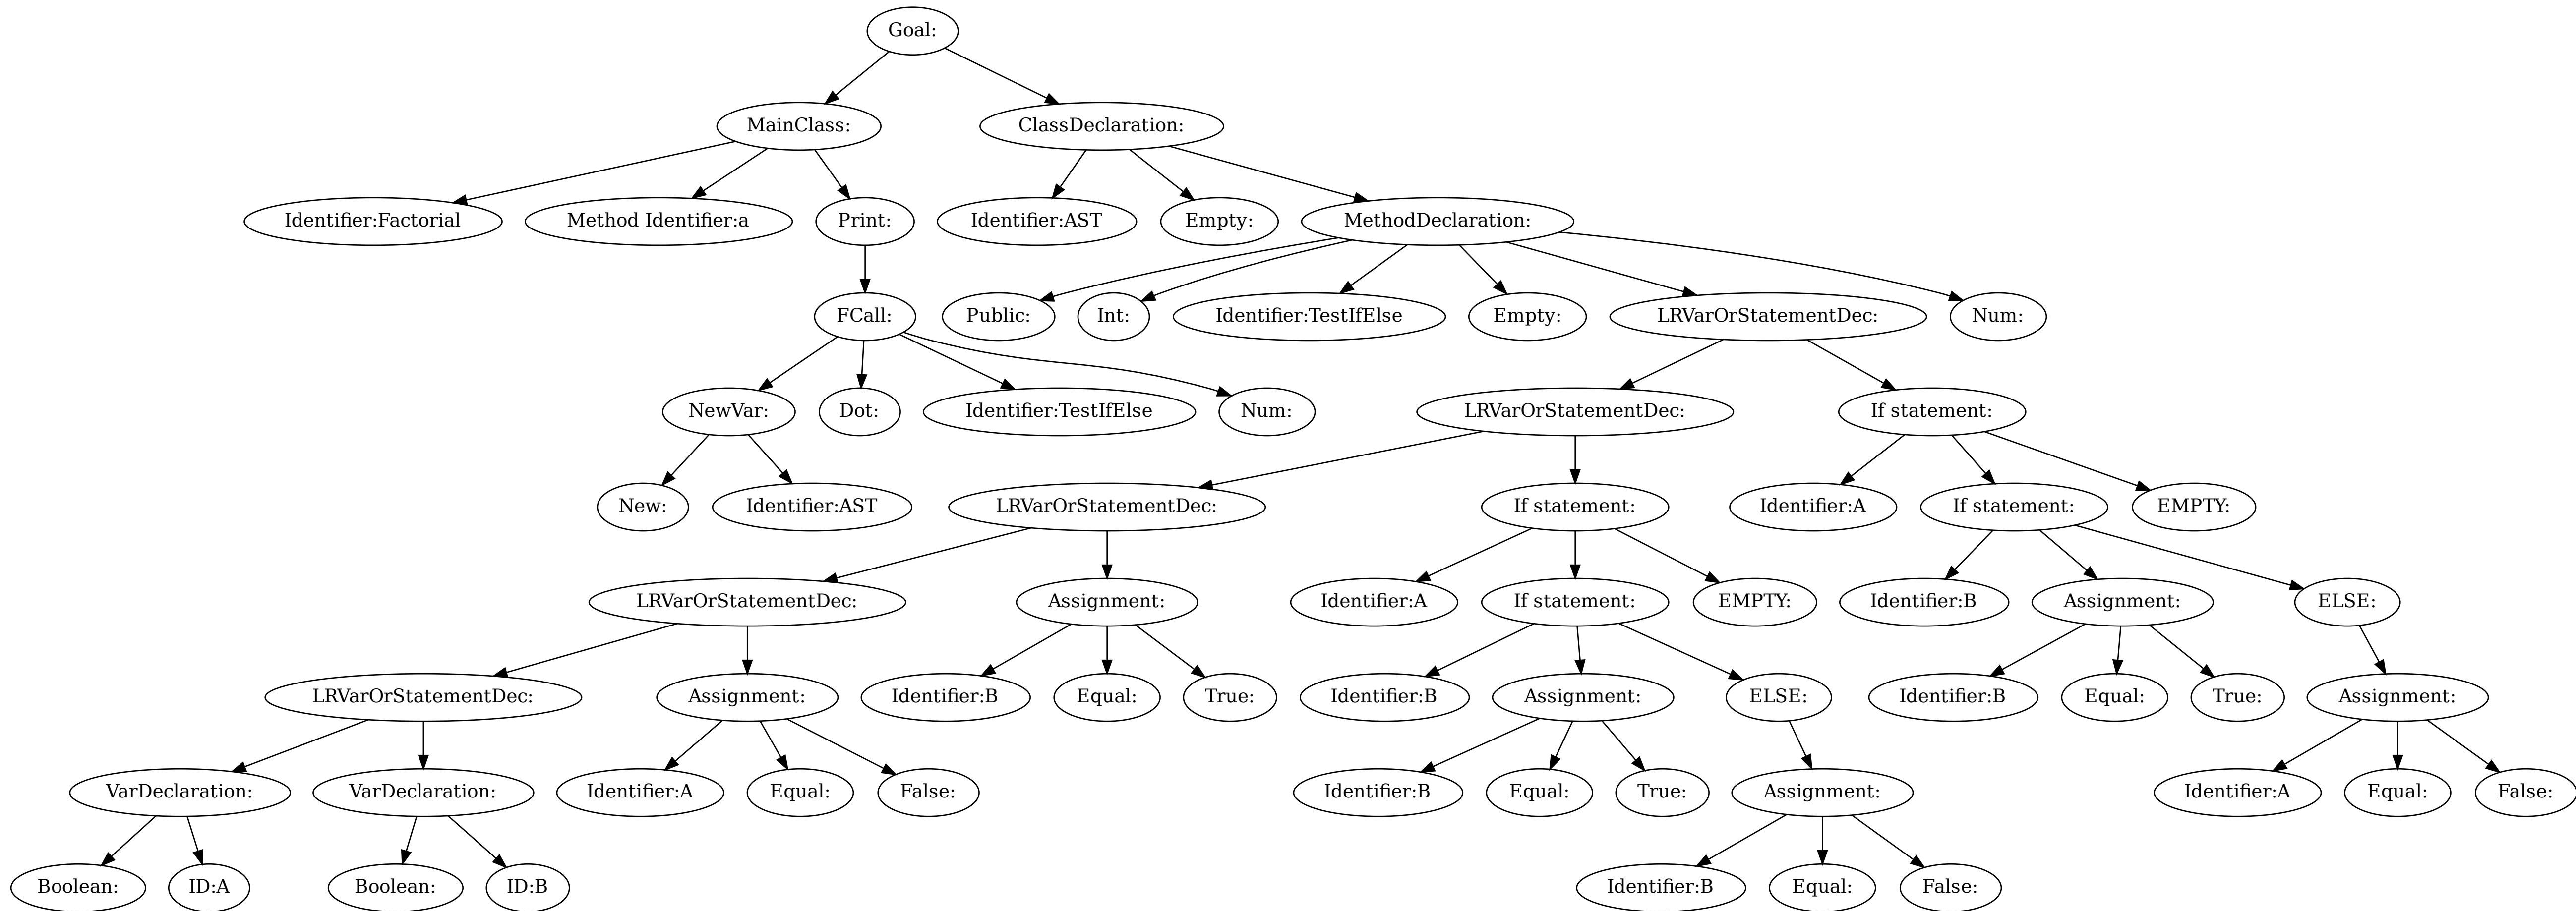 Goal:
MainClass:
ClassDeclaration:
Identifier:Factorial
Method Identifier:a
Print:
Identifier:AST
Empty:
MethodDeclaration:
FCall:
Public:
Int:
Identifier:TestIfElse
Empty:
LRVarOrStatementDec:
Num:
NewVar:
Dot:
Identifier:TestIfElse
Num:
LRVarOrStatementDec:
If statement:
New:
Identifier:AST
LRVarOrStatementDec:
If statement:
Identifier:A
If statement:
EMPTY:
LRVarOrStatementDec:
Assignment:
Identifier:A
If statement:
EMPTY:
Identifier:B
Assignment:
ELSE:
LRVarOrStatementDec:
Assignment:
Identifier:B
Equal:
True:
Identifier:B
Assignment:
ELSE:
Identifier:B
Equal:
True:
Assignment:
VarDeclaration:
VarDeclaration:
Identifier:A
Equal:
False:
Identifier:B
Equal:
True:
Assignment:
Identifier:A
Equal:
False:
Boolean:
ID:A
Boolean:
ID:B
Identifier:B
Equal:
False: